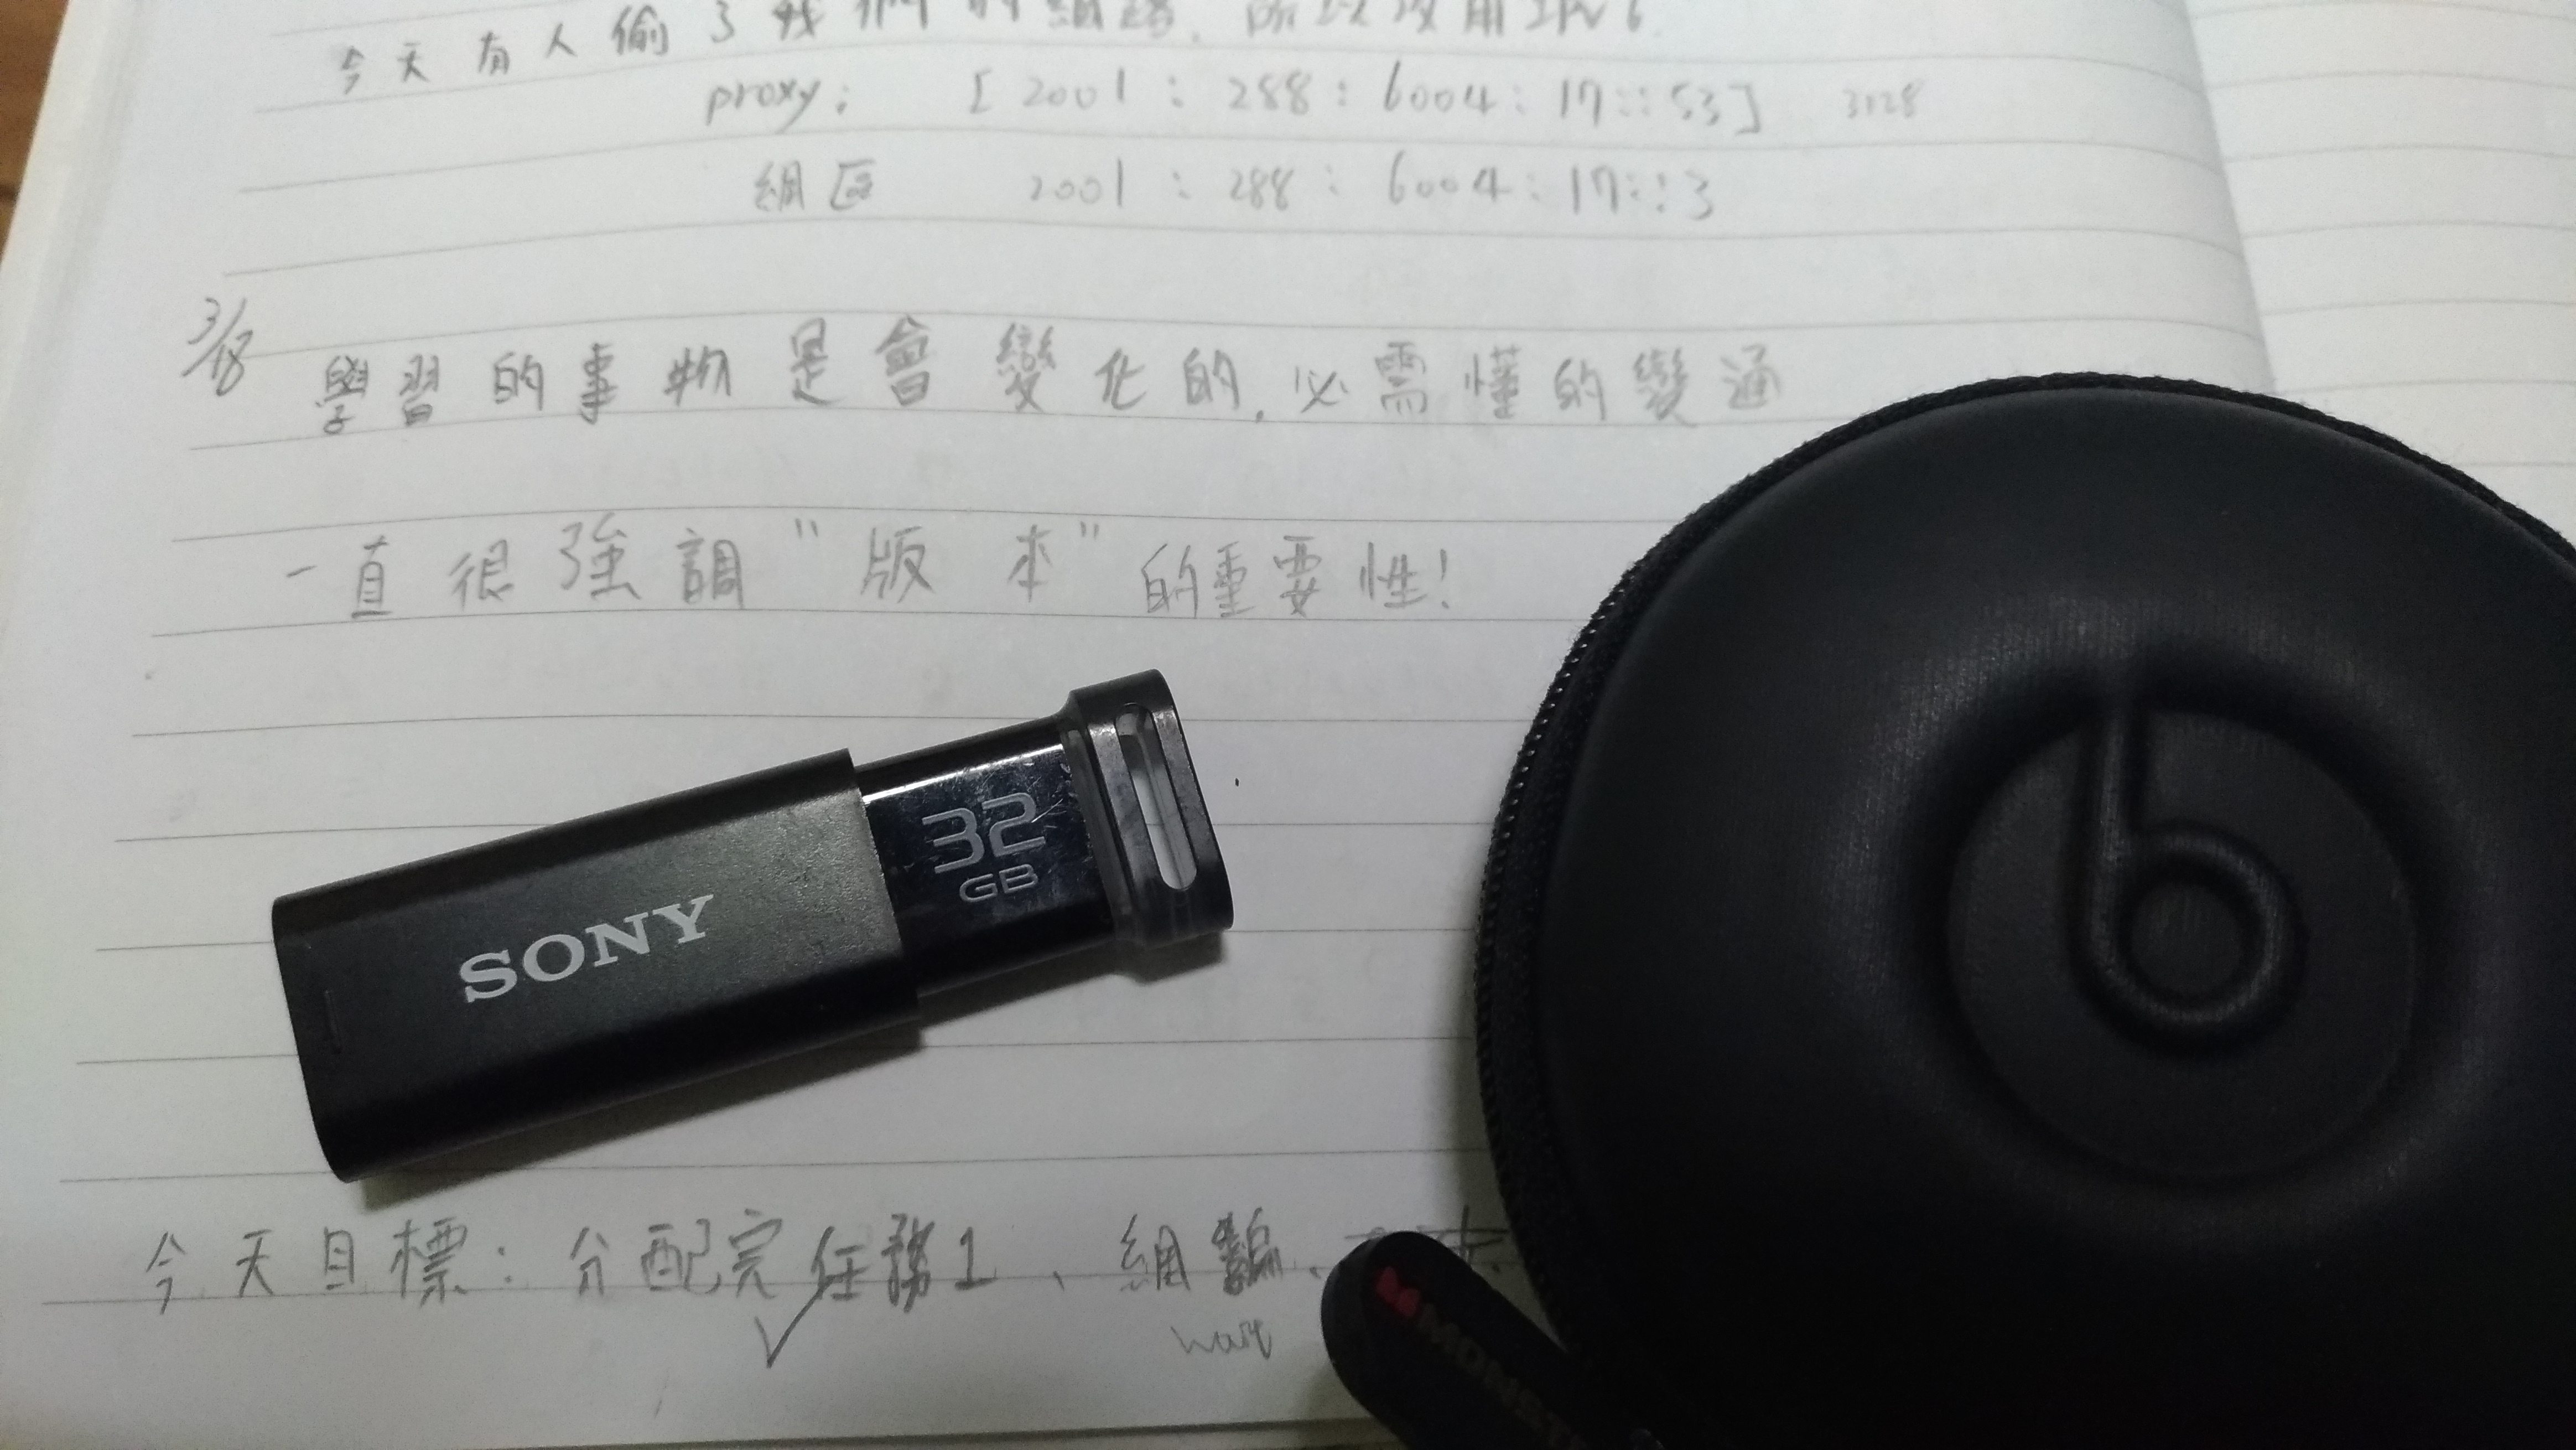 今天有人偷了我們的網路，所以改用IPv6
proxy: [2001:288:6004:17::53] 3128
網區 2001:288:6004:17::3
3/18
學習的事物是會變化的，必需懂的變通
一直很強調"版本"的重要性!
32
GB
SONY
今天目標：分配完任務1、網
wait
MONST